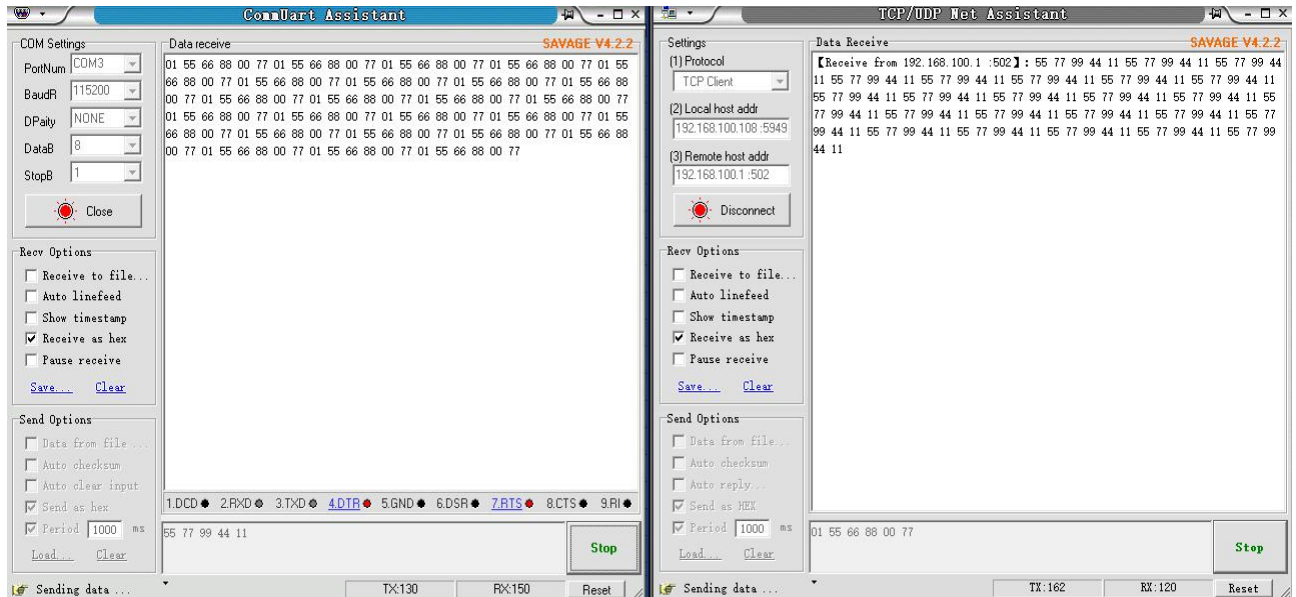 CommUart Assistant
COM Settings
PortNum COM3
BaudR 115200
DPaity NONE
DataB 8
StopB 1
Close
Recv Options
Receive to file...
Auto linefeed
Show timestamp
Receive as hex
Pause receive
Save... Clear
Send Options
Data from file ...
Auto checksum
Auto clear input
Send as hex
Period 1000 ms
Load... Clear
Data receive SAVAGE V4.2.2
01 55 66 88 00 77 01 55 66 88 00 77 01 55 66 88 00 77 01 55 66 88 00 77 01 55
66 88 00 77 01 55 66 88 00 77 01 55 66 88 00 77 01 55 66 88 00 77 01 55 66 88
00 77 01 55 66 88 00 77 01 55 66 88 00 77 01 55 66 88 00 77 01 55 66 88 00 77
01 55 66 88 00 77 01 55 66 88 00 77 01 55 66 88 00 77 01 55 66 88 00 77 01 55
66 88 00 77 01 55 66 88 00 77 01 55 66 88 00 77 01 55 66 88 00 77 01 55 66 88
00 77 01 55 66 88 00 77 01 55 66 88 00 77 01 55 66 88 00 77
1.DCD 2.RXD 3.TXD 4.DTR 5.GND 6.DSR 7.RTS 8.CTS 9.RI
55 77 99 44 11
Stop
Sending data ... TX:130 RX:150 Reset
TCP/UDP Net Assistant
Settings
(1) Protocol
TCP Client
(2) Local host addr
192.168.100.108 :5949
(3) Remote host addr
192.168.100.1 :502
Disconnect
Recv Options
Receive to file...
Auto linefeed
Show timestamp
Receive as hex
Pause receive
Save... Clear
Send Options
Data from file...
Auto checksum
Auto reply...
Send as HEX
Period 1000 ms
Load... Clear
Data Receive SAVAGE V4.2.2
【Receive from 192.168.100.1 :502】: 55 77 99 44 11 55 77 99 44 11 55 77 99 44
11 55 77 99 44 11 55 77 99 44 11 55 77 99 44 11 55 77 99 44 11 55 77 99 44 11
55 77 99 44 11 55 77 99 44 11 55 77 99 44 11 55 77 99 44 11 55 77 99 44 11 55
77 99 44 11 55 77 99 44 11 55 77 99 44 11 55 77 99 44 11 55 77 99 44 11 55 77
99 44 11 55 77 99 44 11 55 77 99 44 11 55 77 99 44 11 55 77 99 44 11 55 77 99
44 11
01 55 66 88 00 77
Stop
Sending data ... TX:162 RX:120 Reset